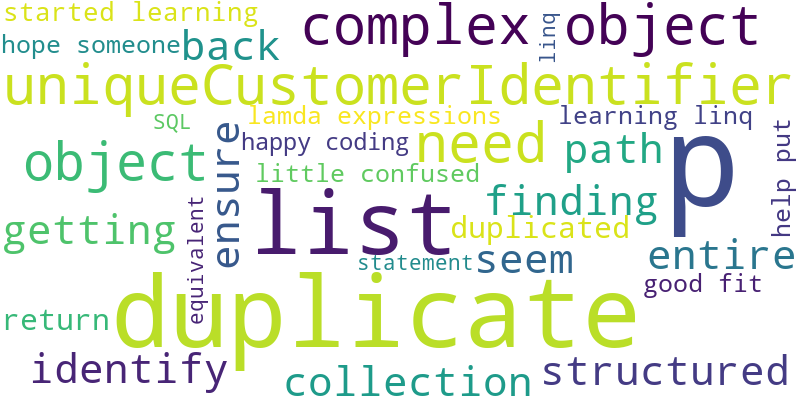 started learning
complex
object
linq
hope someone
back
uniqueCustomerIdentifier
SQL
lamda expressions
learning linq
happy coding
need
path
p
help put
object
ensure
little confused
finding
list
duplicated
getting
equivalent
statement
seem
entire
good fit
duplicate
return
identify
collection
structured